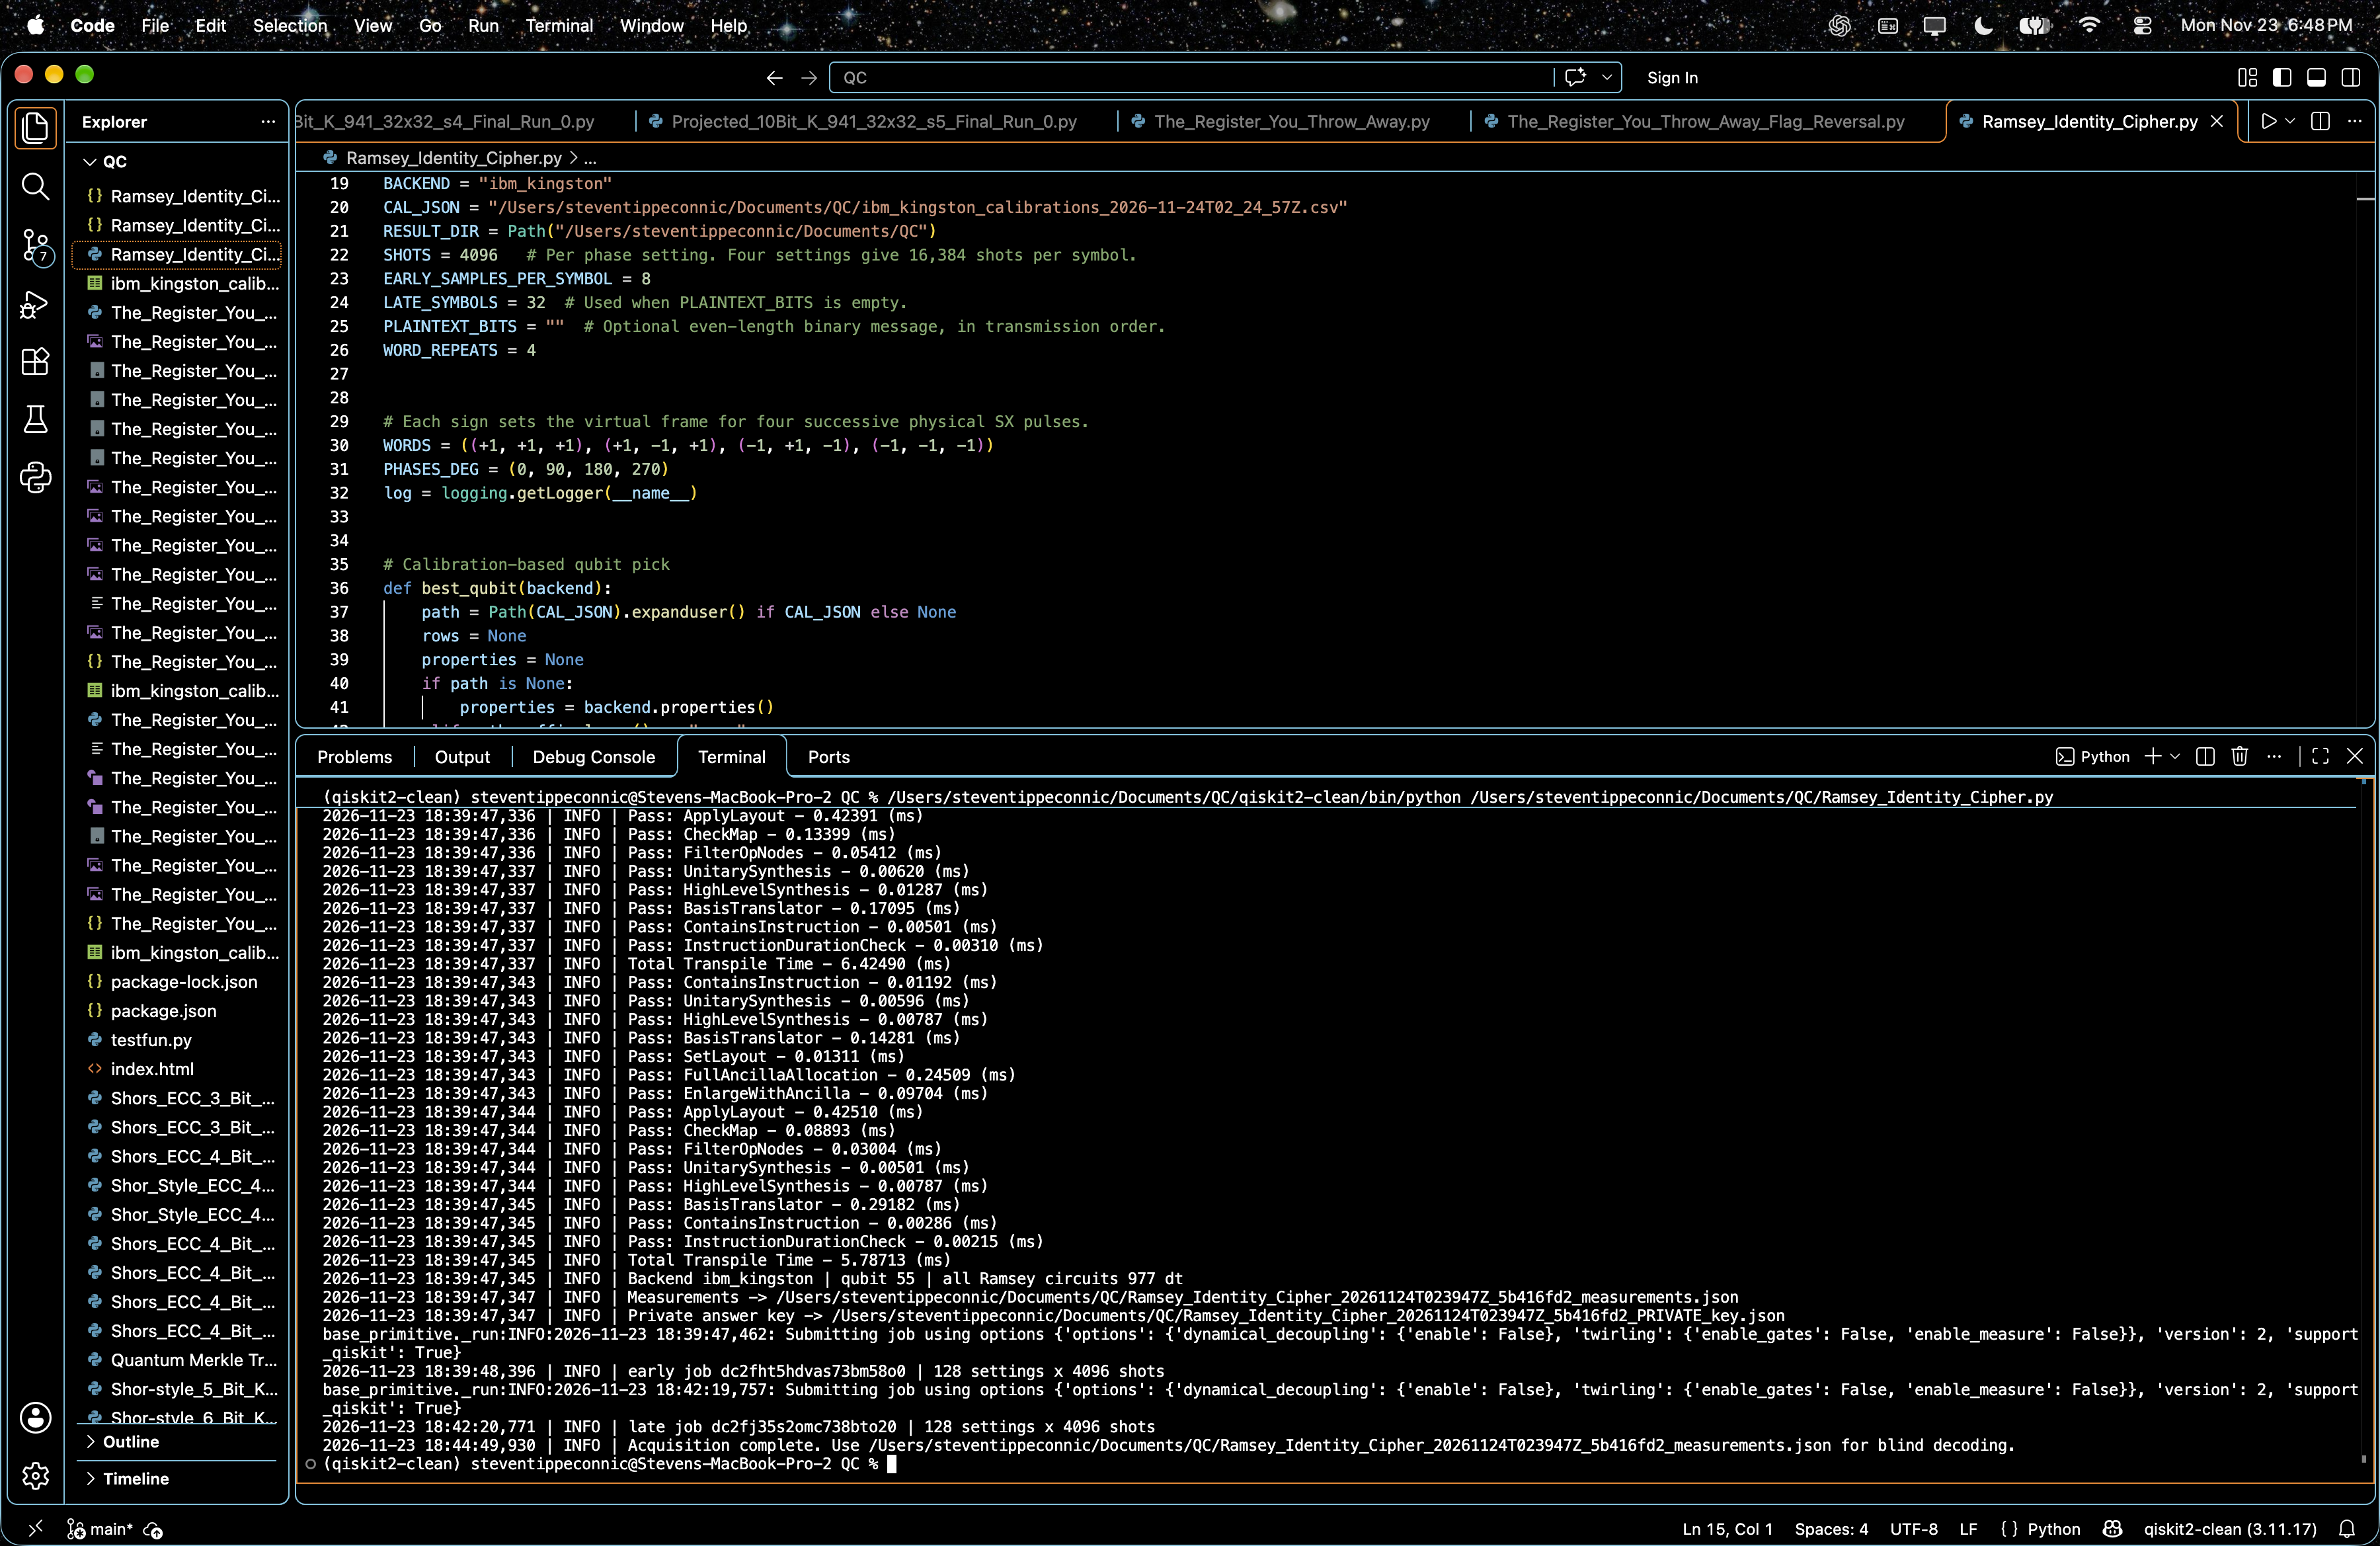 Code File Edit Selection View Go Run Terminal Window Help Mon Nov 23 6:48 PM
QC Sign In
Explorer
QC
Ramsey_Identity_Ci...
Ramsey_Identity_Ci...
Ramsey_Identity_Ci...
ibm_kingston_calib...
The_Register_You_...
The_Register_You_...
The_Register_You_...
The_Register_You_...
The_Register_You_...
The_Register_You_...
The_Register_You_...
The_Register_You_...
The_Register_You_...
The_Register_You_...
The_Register_You_...
The_Register_You_...
The_Register_You_...
ibm_kingston_calib...
The_Register_You_...
The_Register_You_...
The_Register_You_...
The_Register_You_...
The_Register_You_...
The_Register_You_...
The_Register_You_...
The_Register_You_...
ibm_kingston_calib...
package-lock.json
package.json
testfun.py
index.html
Shors_ECC_3_Bit_...
Shors_ECC_3_Bit_...
Shors_ECC_4_Bit_...
Shor_Style_ECC_4...
Shor_Style_ECC_4...
Shors_ECC_4_Bit_...
Shors_ECC_4_Bit_...
Shors_ECC_4_Bit_...
Shors_ECC_4_Bit_...
Quantum Merkle Tr...
Shor-style_5_Bit_K...
Shor-style_6_Bit_K...
Outline
Timeline
7
Bit_K_941_32x32_s4_Final_Run_0.py Projected_10Bit_K_941_32x32_s5_Final_Run_0.py The_Register_You_Throw_Away.py The_Register_You_Throw_Away_Flag_Reversal.py Ramsey_Identity_Cipher.py
Ramsey_Identity_Cipher.py > ...
19 BACKEND = "ibm_kingston"
20 CAL_JSON = "/Users/steventippeconnic/Documents/QC/ibm_kingston_calibrations_2026-11-24T02_24_57Z.csv"
21 RESULT_DIR = Path("/Users/steventippeconnic/Documents/QC")
22 SHOTS = 4096 # Per phase setting. Four settings give 16,384 shots per symbol.
23 EARLY_SAMPLES_PER_SYMBOL = 8
24 LATE_SYMBOLS = 32 # Used when PLAINTEXT_BITS is empty.
25 PLAINTEXT_BITS = "" # Optional even-length binary message, in transmission order.
26 WORD_REPEATS = 4
27
28
29 # Each sign sets the virtual frame for four successive physical SX pulses.
30 WORDS = ((+1, +1, +1), (+1, -1, +1), (-1, +1, -1), (-1, -1, -1))
31 PHASES_DEG = (0, 90, 180, 270)
32 log = logging.getLogger(__name__)
33
34
35 # Calibration-based qubit pick
36 def best_qubit(backend):
37 path = Path(CAL_JSON).expanduser() if CAL_JSON else None
38 rows = None
39 properties = None
40 if path is None:
41 properties = backend.properties()
Problems Output Debug Console Terminal Ports Python
(qiskit2-clean) steventippeconnic@Stevens-MacBook-Pro-2 QC % /Users/steventippeconnic/Documents/QC/qiskit2-clean/bin/python /Users/steventippeconnic/Documents/QC/Ramsey_Identity_Cipher.py
2026-11-23 18:39:47,336 | INFO | Pass: ApplyLayout - 0.42391 (ms)
2026-11-23 18:39:47,336 | INFO | Pass: CheckMap - 0.13399 (ms)
2026-11-23 18:39:47,336 | INFO | Pass: FilterOpNodes - 0.05412 (ms)
2026-11-23 18:39:47,337 | INFO | Pass: UnitarySynthesis - 0.00620 (ms)
2026-11-23 18:39:47,337 | INFO | Pass: HighLevelSynthesis - 0.01287 (ms)
2026-11-23 18:39:47,337 | INFO | Pass: BasisTranslator - 0.17095 (ms)
2026-11-23 18:39:47,337 | INFO | Pass: ContainsInstruction - 0.00501 (ms)
2026-11-23 18:39:47,337 | INFO | Pass: InstructionDurationCheck - 0.00310 (ms)
2026-11-23 18:39:47,337 | INFO | Total Transpile Time - 6.42490 (ms)
2026-11-23 18:39:47,343 | INFO | Pass: ContainsInstruction - 0.01192 (ms)
2026-11-23 18:39:47,343 | INFO | Pass: UnitarySynthesis - 0.00596 (ms)
2026-11-23 18:39:47,343 | INFO | Pass: HighLevelSynthesis - 0.00787 (ms)
2026-11-23 18:39:47,343 | INFO | Pass: BasisTranslator - 0.14281 (ms)
2026-11-23 18:39:47,343 | INFO | Pass: SetLayout - 0.01311 (ms)
2026-11-23 18:39:47,343 | INFO | Pass: FullAncillaAllocation - 0.24509 (ms)
2026-11-23 18:39:47,343 | INFO | Pass: EnlargeWithAncilla - 0.09704 (ms)
2026-11-23 18:39:47,344 | INFO | Pass: ApplyLayout - 0.42510 (ms)
2026-11-23 18:39:47,344 | INFO | Pass: CheckMap - 0.08893 (ms)
2026-11-23 18:39:47,344 | INFO | Pass: FilterOpNodes - 0.03004 (ms)
2026-11-23 18:39:47,344 | INFO | Pass: UnitarySynthesis - 0.00501 (ms)
2026-11-23 18:39:47,344 | INFO | Pass: HighLevelSynthesis - 0.00787 (ms)
2026-11-23 18:39:47,345 | INFO | Pass: BasisTranslator - 0.29182 (ms)
2026-11-23 18:39:47,345 | INFO | Pass: ContainsInstruction - 0.00286 (ms)
2026-11-23 18:39:47,345 | INFO | Pass: InstructionDurationCheck - 0.00215 (ms)
2026-11-23 18:39:47,345 | INFO | Total Transpile Time - 5.78713 (ms)
2026-11-23 18:39:47,345 | INFO | Backend ibm_kingston | qubit 55 | all Ramsey circuits 977 dt
2026-11-23 18:39:47,347 | INFO | Measurements -> /Users/steventippeconnic/Documents/QC/Ramsey_Identity_Cipher_20261124T023947Z_5b416fd2_measurements.json
2026-11-23 18:39:47,347 | INFO | Private answer key -> /Users/steventippeconnic/Documents/QC/Ramsey_Identity_Cipher_20261124T023947Z_5b416fd2_PRIVATE_key.json
base_primitive._run:INFO:2026-11-23 18:39:47,462: Submitting job using options {'options': {'dynamical_decoupling': {'enable': False}, 'twirling': {'enable_gates': False, 'enable_measure': False}}, 'version': 2, 'support
_qiskit': True}
2026-11-23 18:39:48,396 | INFO | early job dc2fht5hdvas73bm58o0 | 128 settings x 4096 shots
base_primitive._run:INFO:2026-11-23 18:42:19,757: Submitting job using options {'options': {'dynamical_decoupling': {'enable': False}, 'twirling': {'enable_gates': False, 'enable_measure': False}}, 'version': 2, 'support
_qiskit': True}
2026-11-23 18:42:20,771 | INFO | late job dc2fj35s2omc738bto20 | 128 settings x 4096 shots
2026-11-23 18:44:49,930 | INFO | Acquisition complete. Use /Users/steventippeconnic/Documents/QC/Ramsey_Identity_Cipher_20261124T023947Z_5b416fd2_measurements.json for blind decoding.
(qiskit2-clean) steventippeconnic@Stevens-MacBook-Pro-2 QC %
main* Ln 15, Col 1 Spaces: 4 UTF-8 LF { } Python qiskit2-clean (3.11.17)